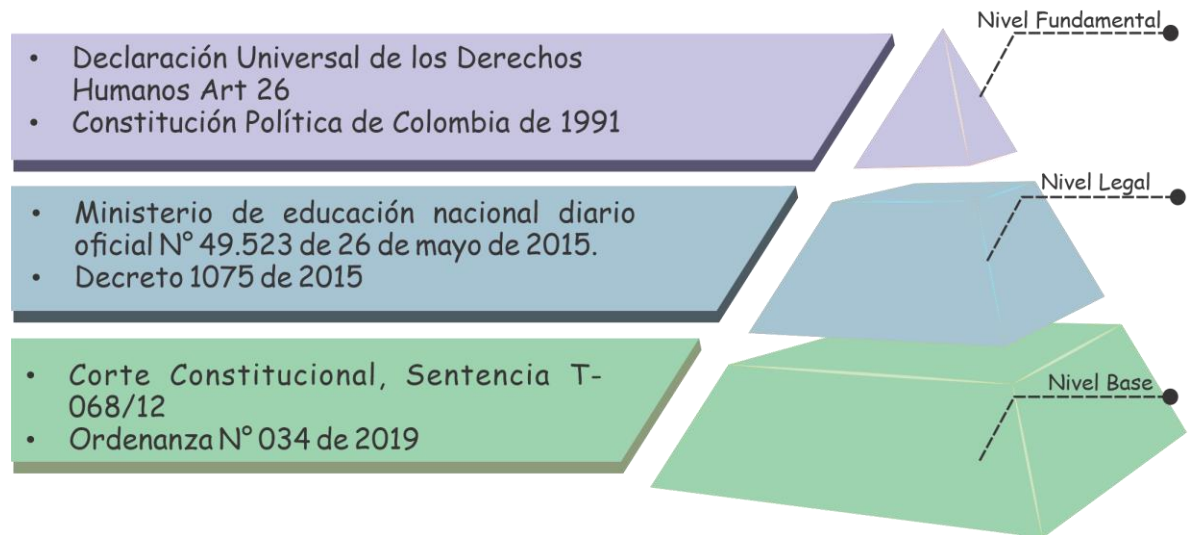 Nivel Fundamental
• Declaración Universal de los Derechos
Humanos Art 26
• Constitución Política de Colombia de 1991
Nivel Legal
• Ministerio de educación nacional diario
oficial N° 49.523 de 26 de mayo de 2015.
• Decreto 1075 de 2015
Nivel Base
• Corte Constitucional, Sentencia T-
068/12
• Ordenanza N° 034 de 2019